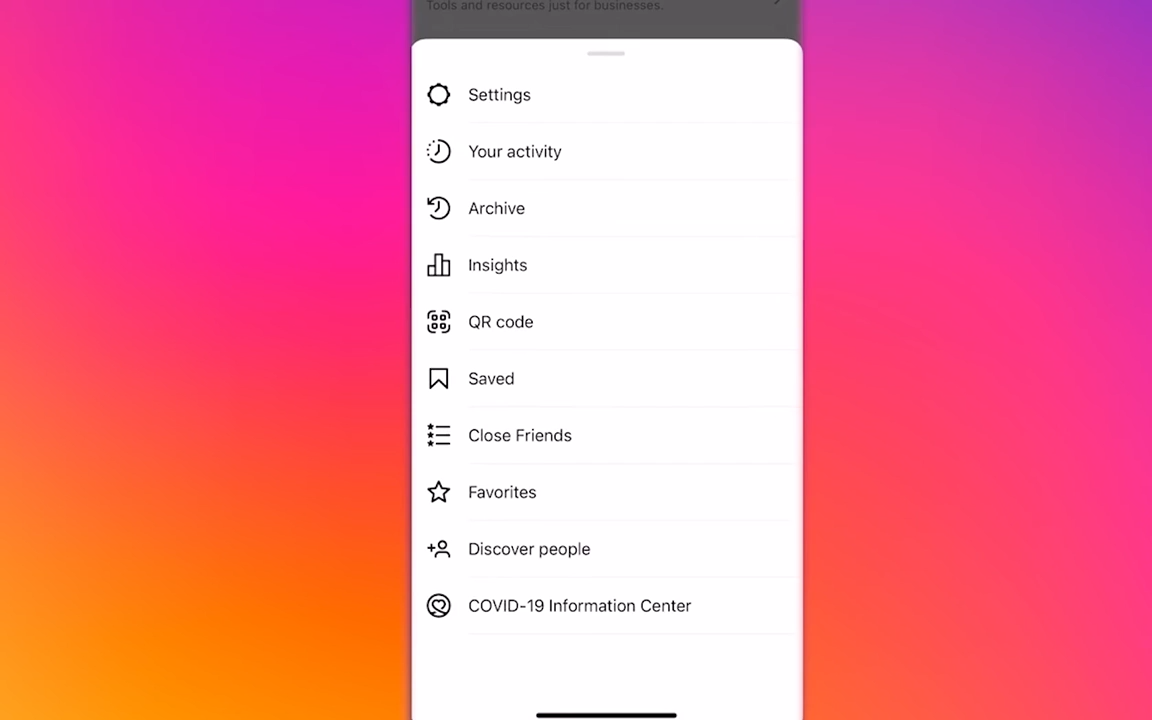 Tools and resources just for businesses.
Settings
Your activity
Archive
Insights
QR code
Saved
Close Friends
Favorites
Discover people
COVID-19 Information Center